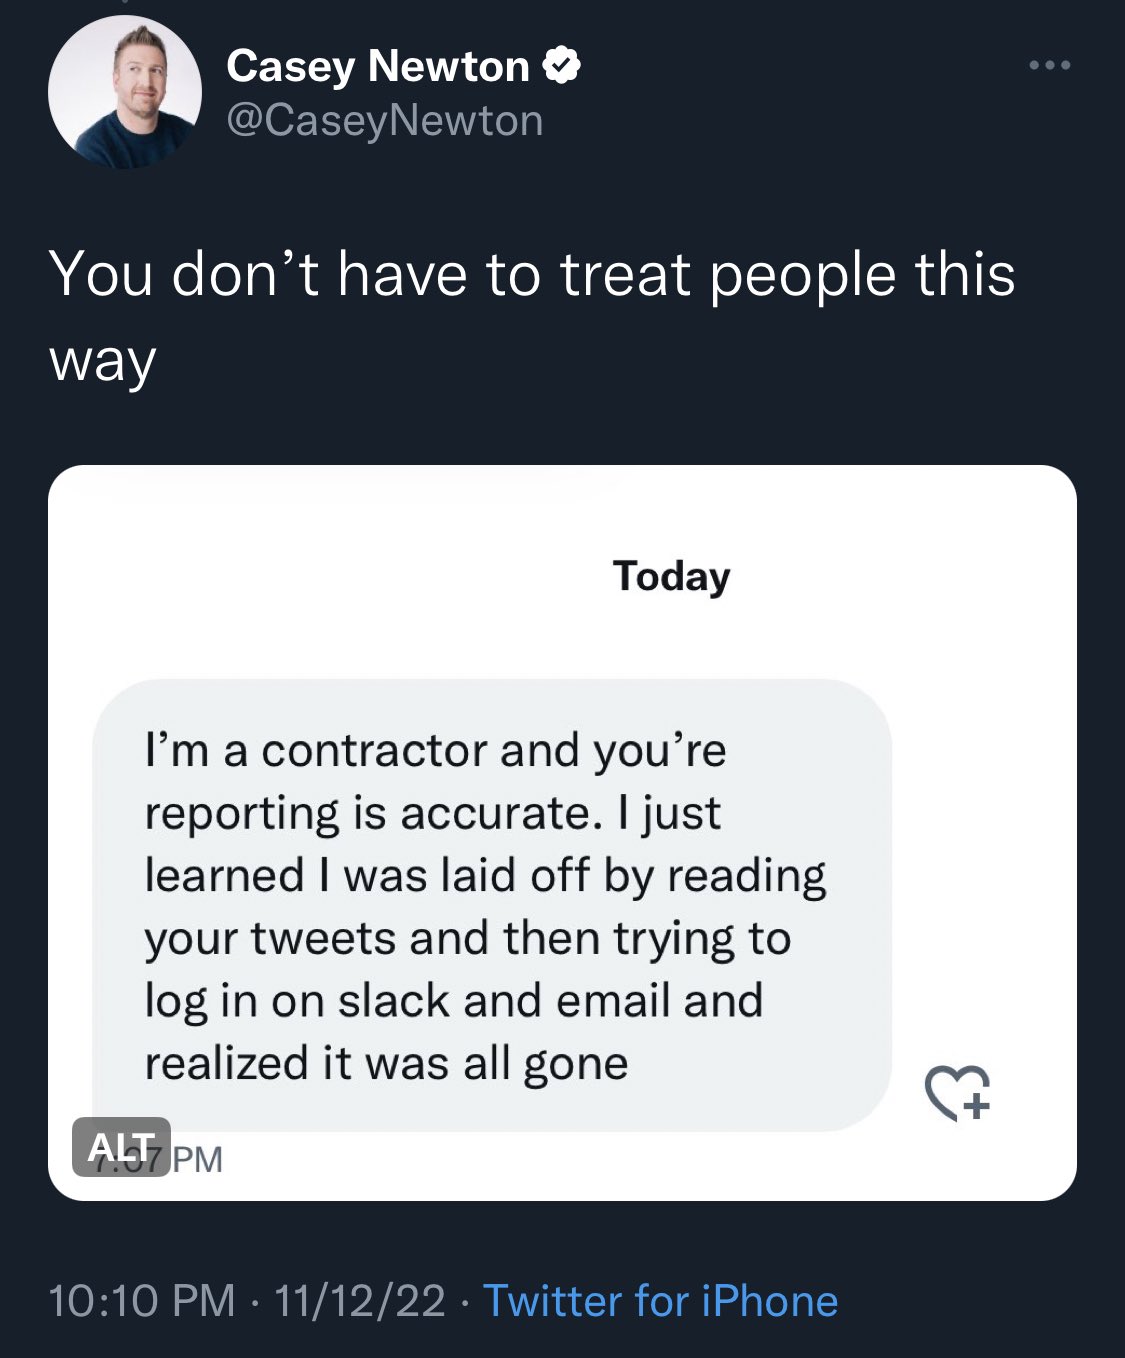 Casey Newton
@CaseyNewton
You don’t have to treat people this
way
Today
I’m a contractor and you’re
reporting is accurate. I just
learned I was laid off by reading
your tweets and then trying to
log in on slack and email and
realized it was all gone
ALT
7:07 PM
10:10 PM · 11/12/22 · Twitter for iPhone